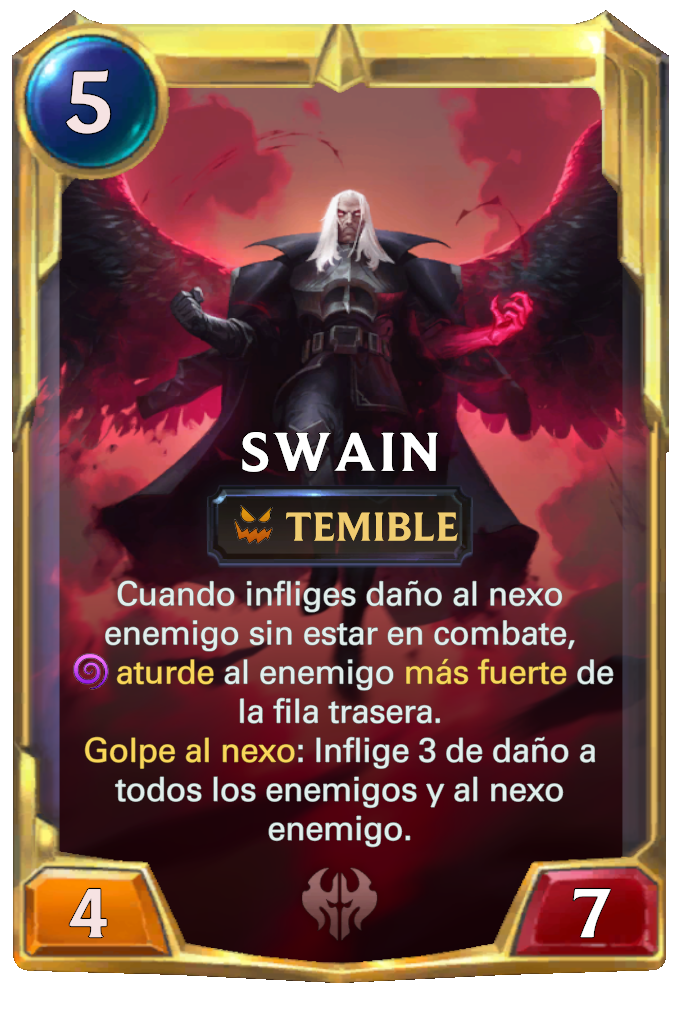 5
SWAIN
TEMIBLE
Cuando infliges daño al nexo
enemigo sin estar en combate,
aturde al enemigo más fuerte de
la fila trasera.
Golpe al nexo: Inflige 3 de daño a
todos los enemigos y al nexo
enemigo.
4
7